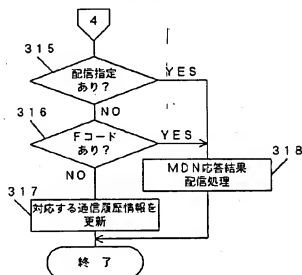 4
315
配信指定
あり?
YES
NO
316
Fコード
あり?
YES
NO
318
MDN応答結果
配信処理
317
対応する通信履歴情報を
更新
終了